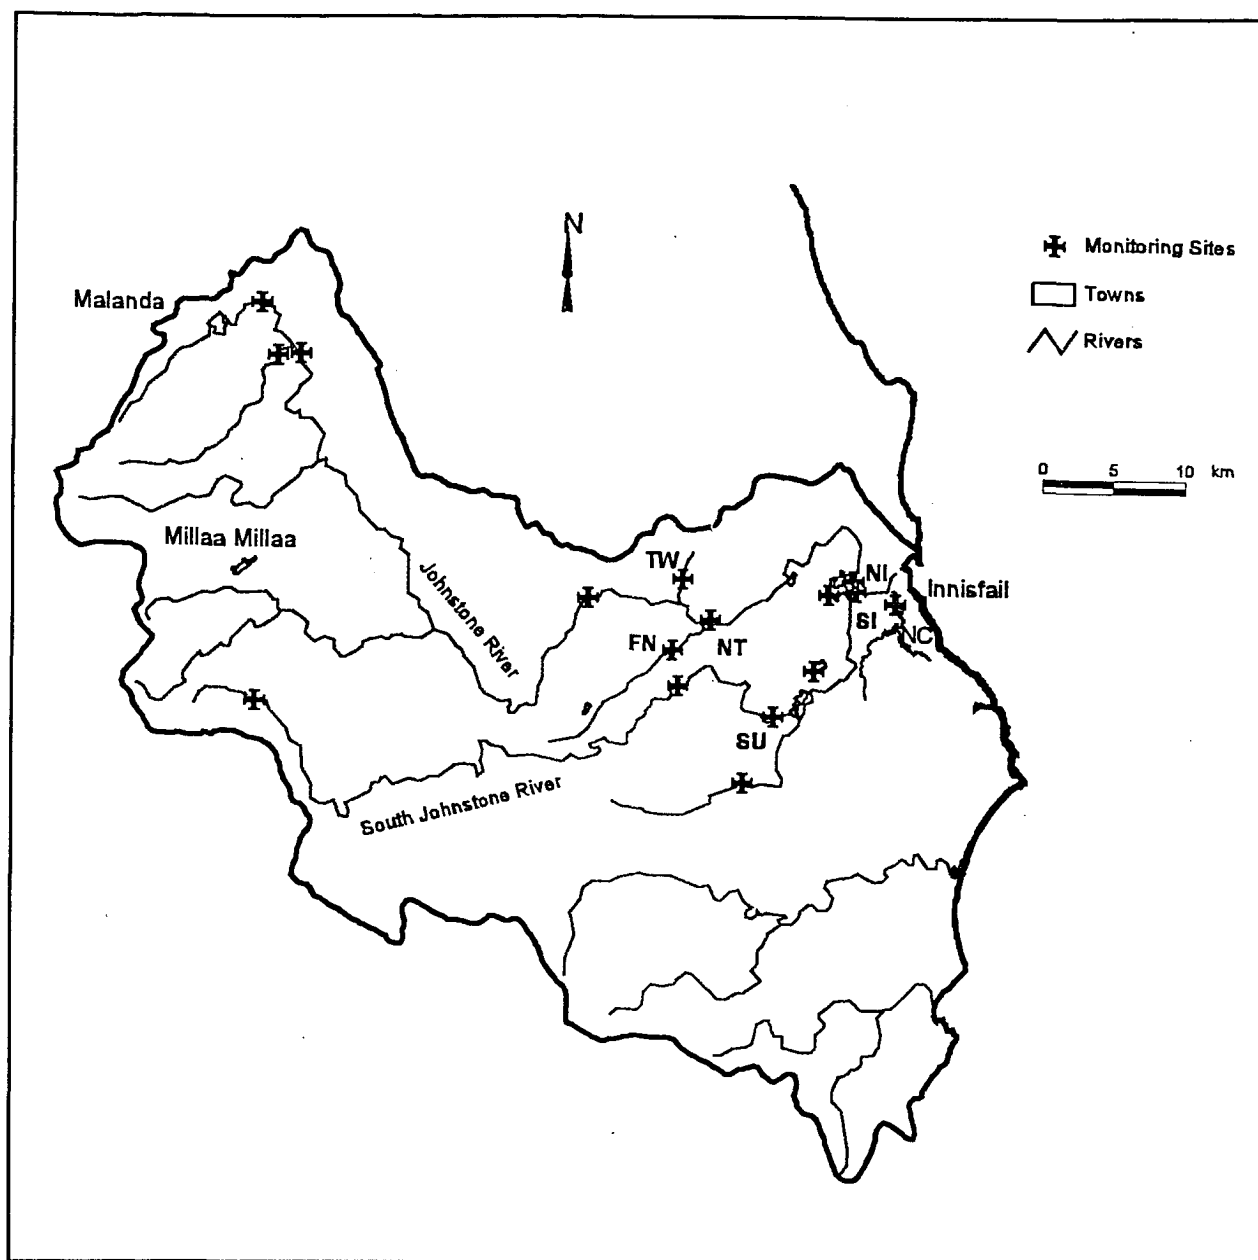 N
Monitoring Sites
Malanda
Towns
Rivers
0 5 10 km
Millaa Millaa
TW
NI
Innisfail
Johnstone River
SI
FN
NT
NC
SU
South Johnstone River